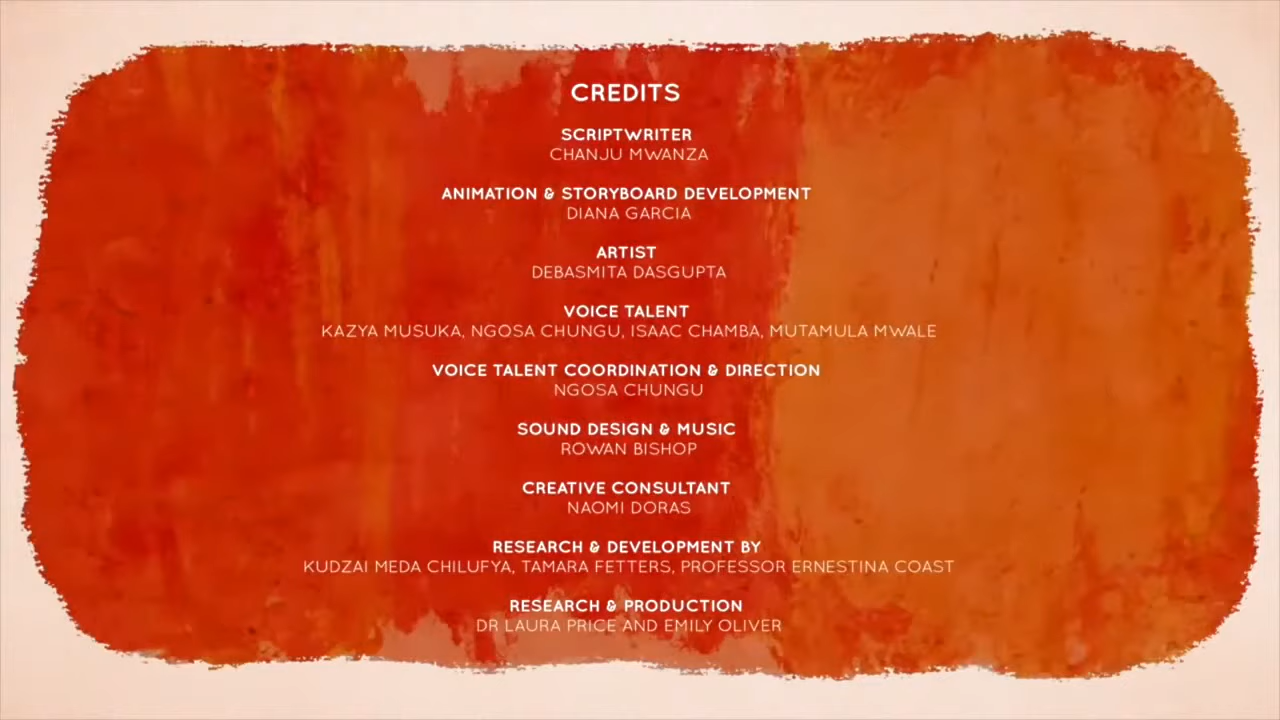 CREDITS
SCRIPTWRITER
CHANJU MWANZA
ANIMATION & STORYBOARD DEVELOPMENT
DIANA GARCIA
ARTIST
DEBASMITA DASGUPTA
VOICE TALENT
KAZYA MUSUKA, NGOSA CHUNGU, ISAAC CHAMBA, MUTAMULA MWALE
VOICE TALENT COORDINATION & DIRECTION
NGOSA CHUNGU
SOUND DESIGN & MUSIC
ROWAN BISHOP
CREATIVE CONSULTANT
NAOMI DORAS
RESEARCH & DEVELOPMENT BY
KUDZAI MEDA CHILUFYA, TAMARA FETTERS, PROFESSOR ERNESTINA COAST
RESEARCH & PRODUCTION
DR LAURA PRICE AND EMILY OLIVER